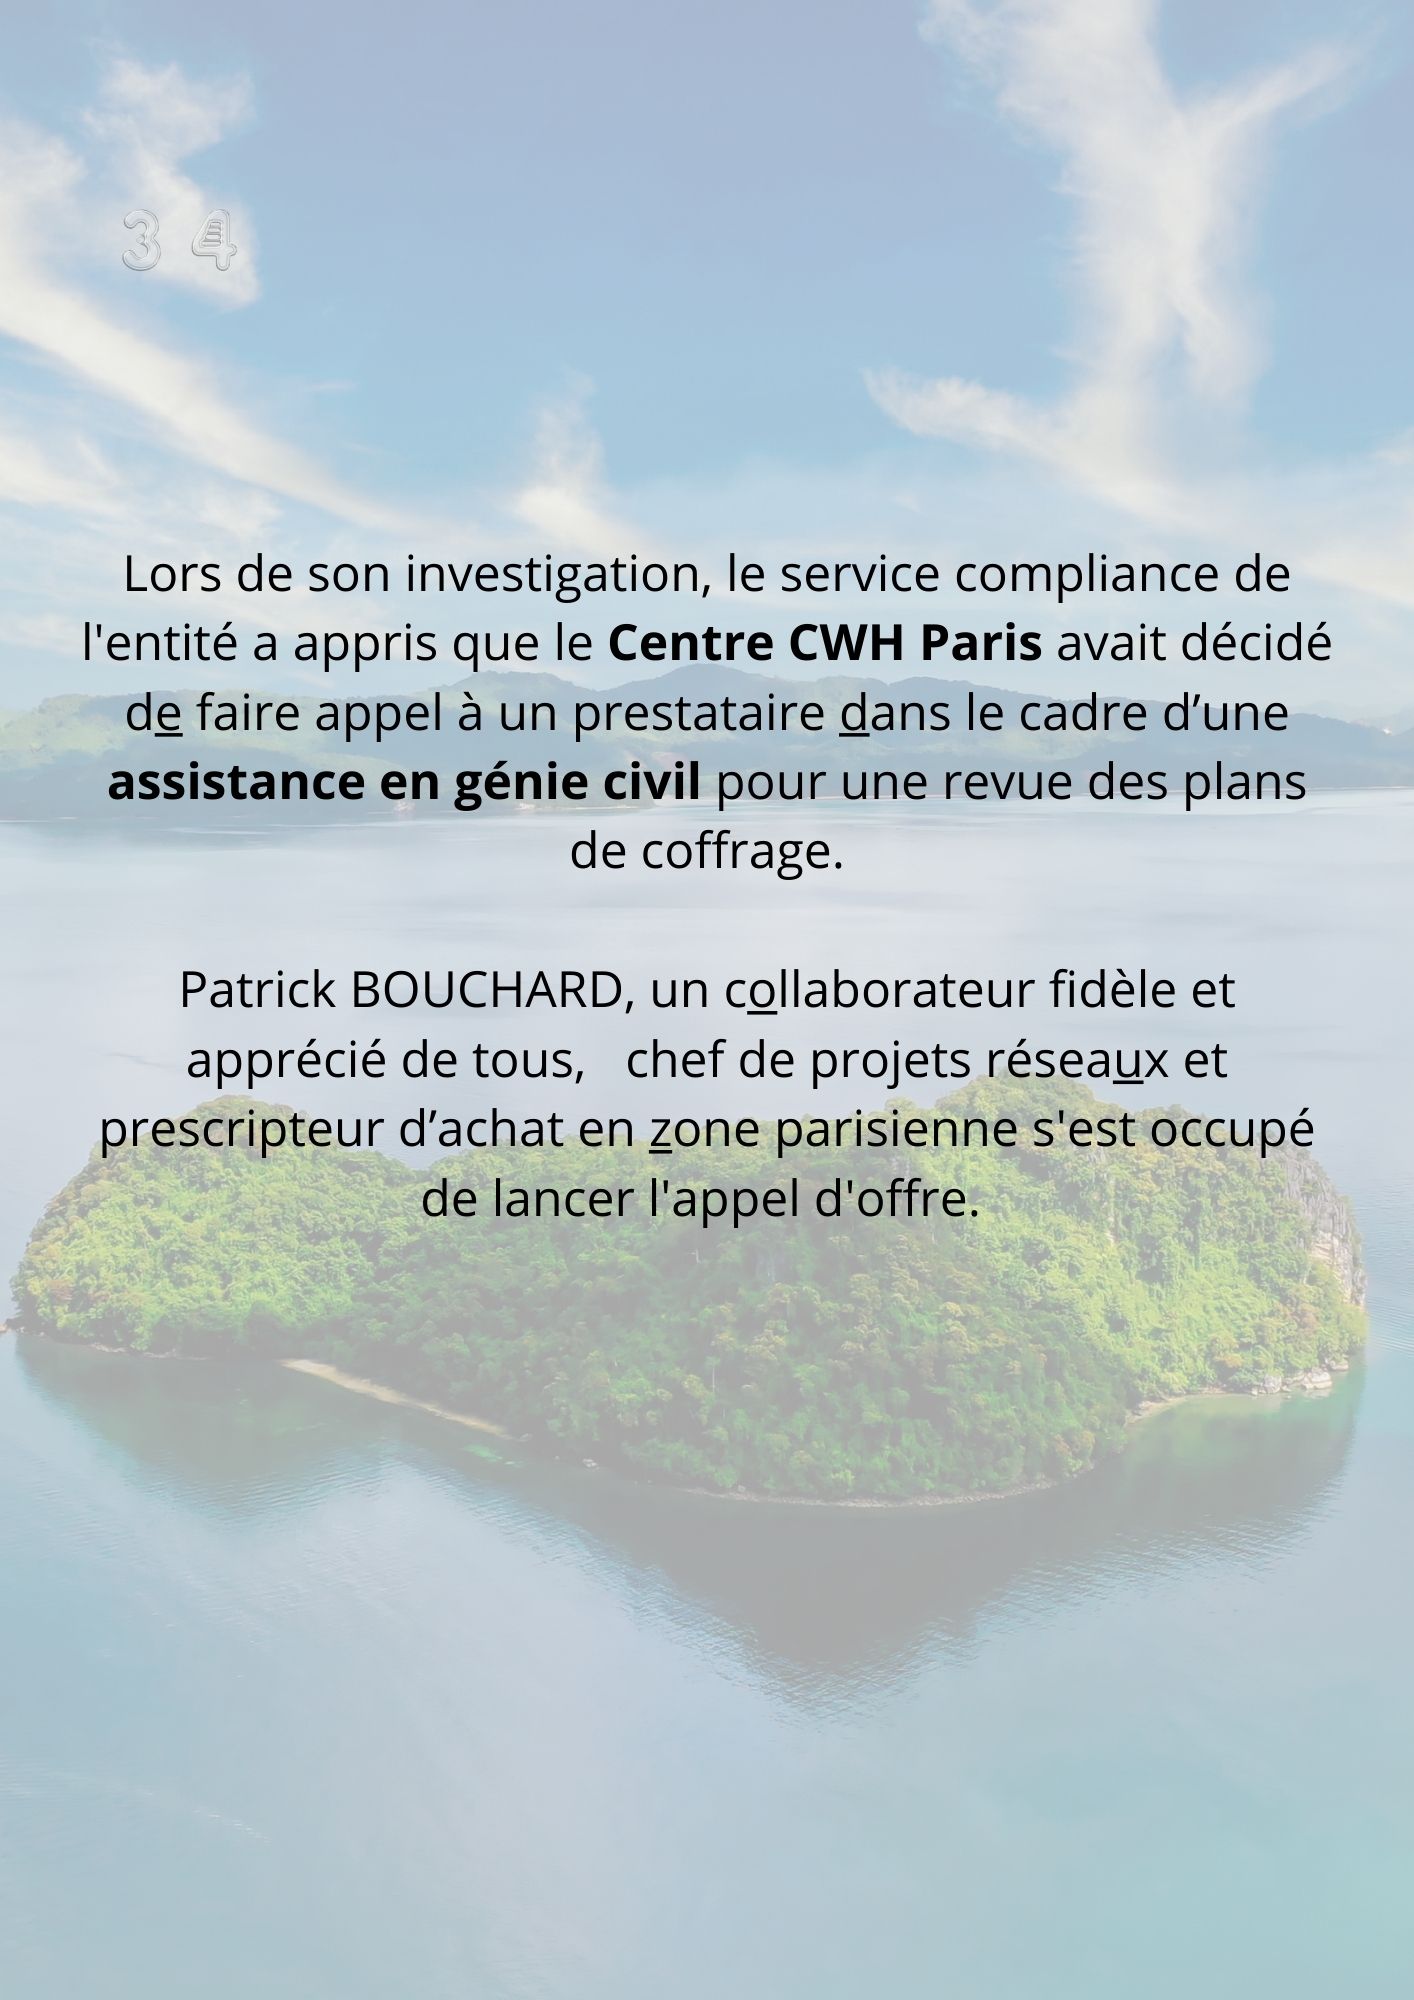 3 4
Lors de son investigation, le service compliance de
l'entité a appris que le Centre CWH Paris avait décidé
de faire appel à un prestataire dans le cadre d’une
assistance en génie civil pour une revue des plans
de coffrage.
Patrick BOUCHARD, un collaborateur fidèle et
apprécié de tous,   chef de projets réseaux et
prescripteur d’achat en zone parisienne s'est occupé
de lancer l'appel d'offre.